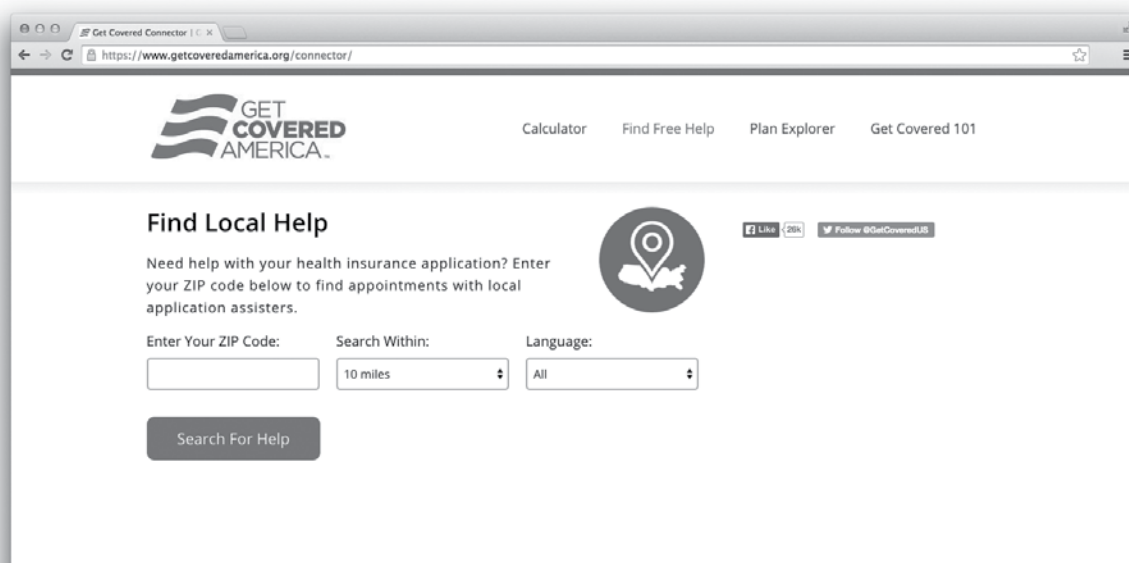 Get Covered Connector | C
https://www.getcoveredamerica.org/connector/
GET
COVERED
AMERICA
Calculator Find Free Help Plan Explorer Get Covered 101
Find Local Help
Like 26k Follow @GetCoveredUS
Need help with your health insurance application? Enter
your ZIP code below to find appointments with local
application assisters.
Enter Your ZIP Code: Search Within: Language:
10 miles All
Search For Help